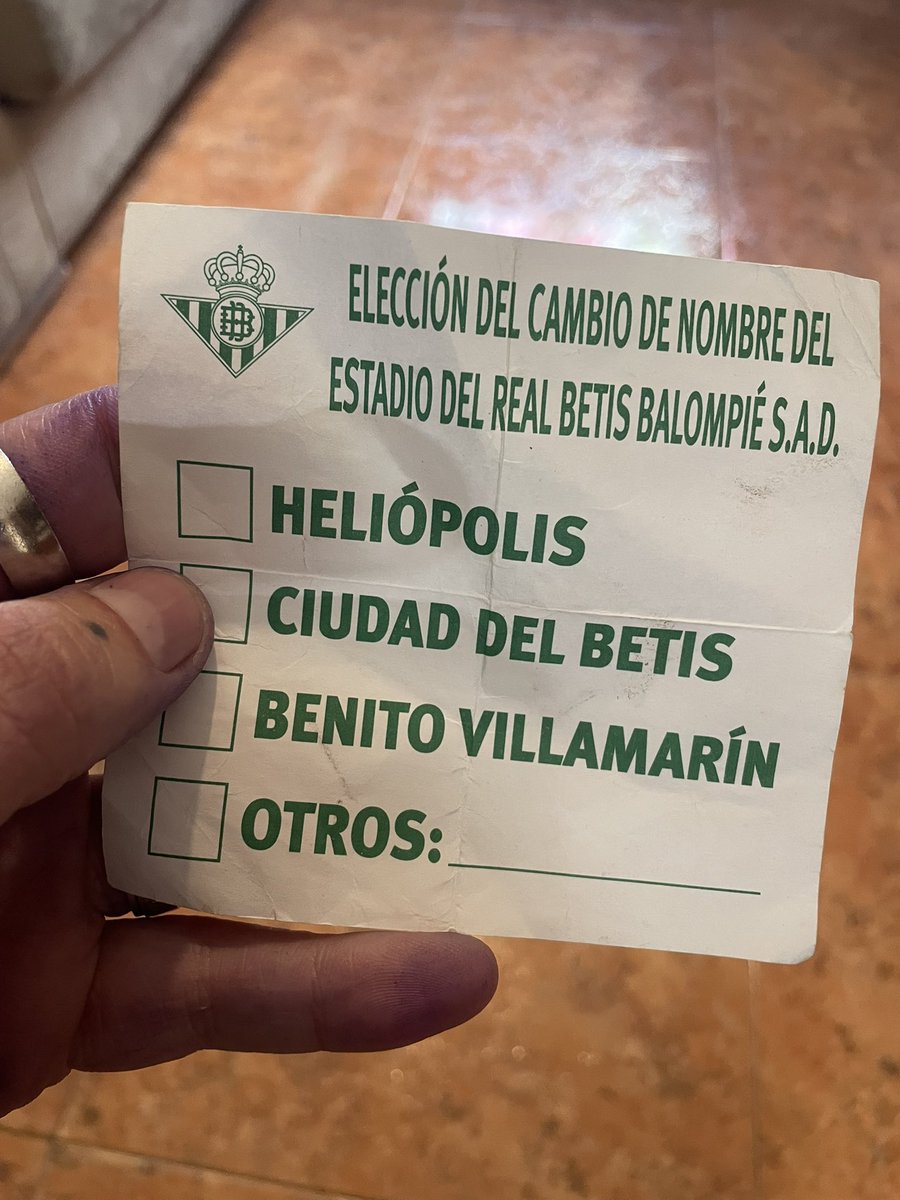 ELECCIÓN DEL CAMBIO DE NOMBRE DEL
ESTADIO DEL REAL BETIS BALOMPIÉ S.A.D.
HELIÓPOLIS
CIUDAD DEL BETIS
BENITO VILLAMARÍN
OTROS: